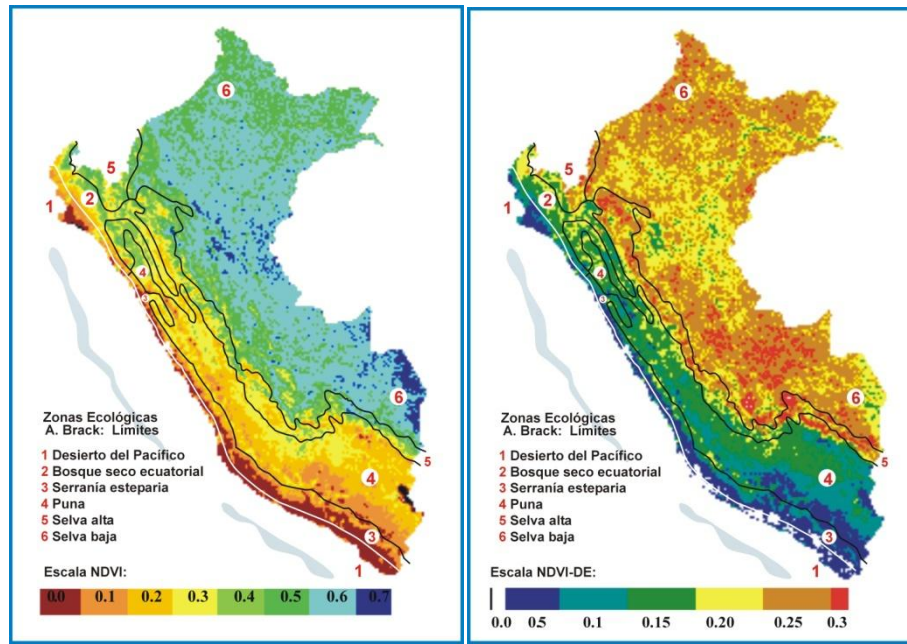 6
5
2
1
4
3
6
Zonas Ecológicas
A. Brack: Límites
1 Desierto del Pacífico
2 Bosque seco ecuatorial
3 Serranía esteparia
4 Puna
5 Selva alta
6 Selva baja
4
5
3
1
Escala NDVI:
0.0 0.1 0.2 0.3 0.4 0.5 0.6 0.7
6
5
2
1
4
3
6
Zonas Ecológicas
A. Brack: Límites
1 Desierto del Pacífico
2 Bosque seco ecuatorial
3 Serranía esteparia
4 Puna
5 Selva alta
6 Selva baja
4
5
3
1
Escala NDVI-DE:
0.0 0.5 0.1 0.15 0.20 0.25 0.3